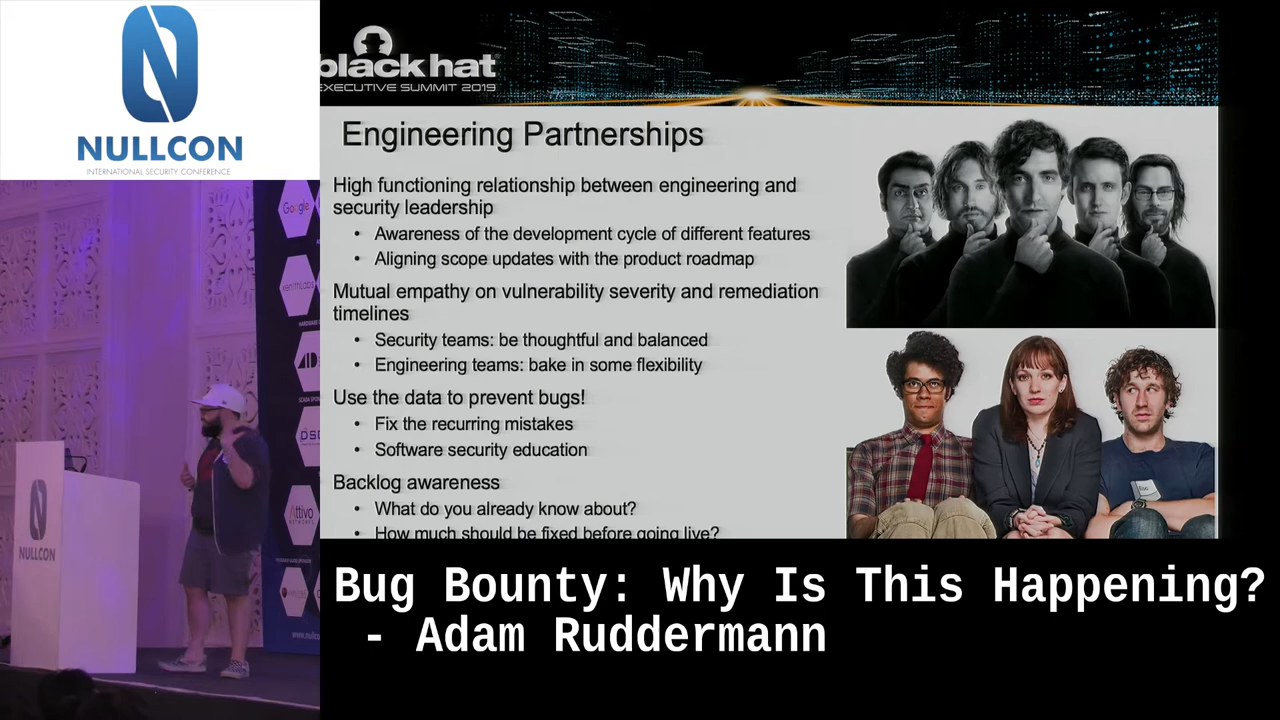 NULLCON
INTERNATIONAL SECURITY CONFERENCE
Google
Attivo
NULLCON
black hat
EXECUTIVE SUMMIT 2019
Engineering Partnerships
High functioning relationship between engineering and
security leadership
• Awareness of the development cycle of different features
• Aligning scope updates with the product roadmap
Mutual empathy on vulnerability severity and remediation
timelines
• Security teams: be thoughtful and balanced
• Engineering teams: bake in some flexibility
Use the data to prevent bugs!
• Fix the recurring mistakes
• Software security education
Backlog awareness
• What do you already know about?
• How much should be fixed before going live?
Bug Bounty: Why Is This Happening?
- Adam Ruddermann